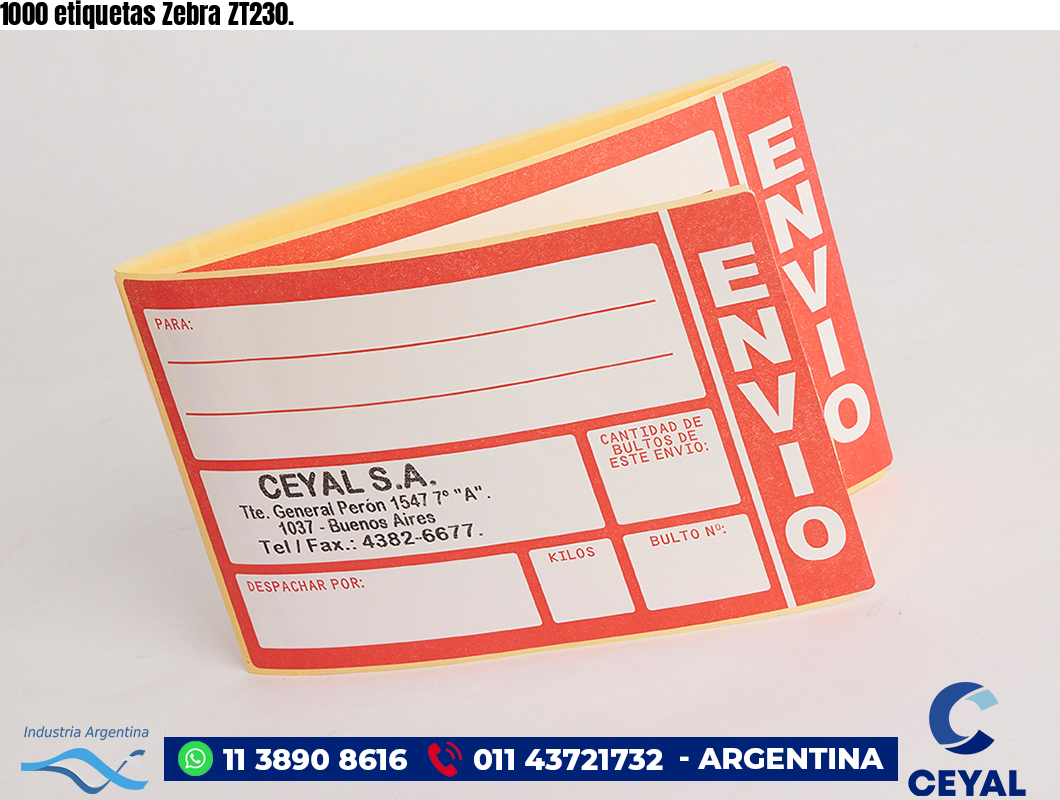 1000 etiquetas Zebra ZT230.
ENVIO
ENVIO
PARA:
CEYAL S.A.
Tte. General Perón 1547 7º "A".
1037 - Buenos Aires
Tel / Fax.: 4382-6677.
CANTIDAD DE
BULTOS DE
ESTE ENVIO:
DESPACHAR POR:
KILOS
BULTO Nº:
Industria Argentina
11 3890 8616 011 43721732 - ARGENTINA
CEYAL